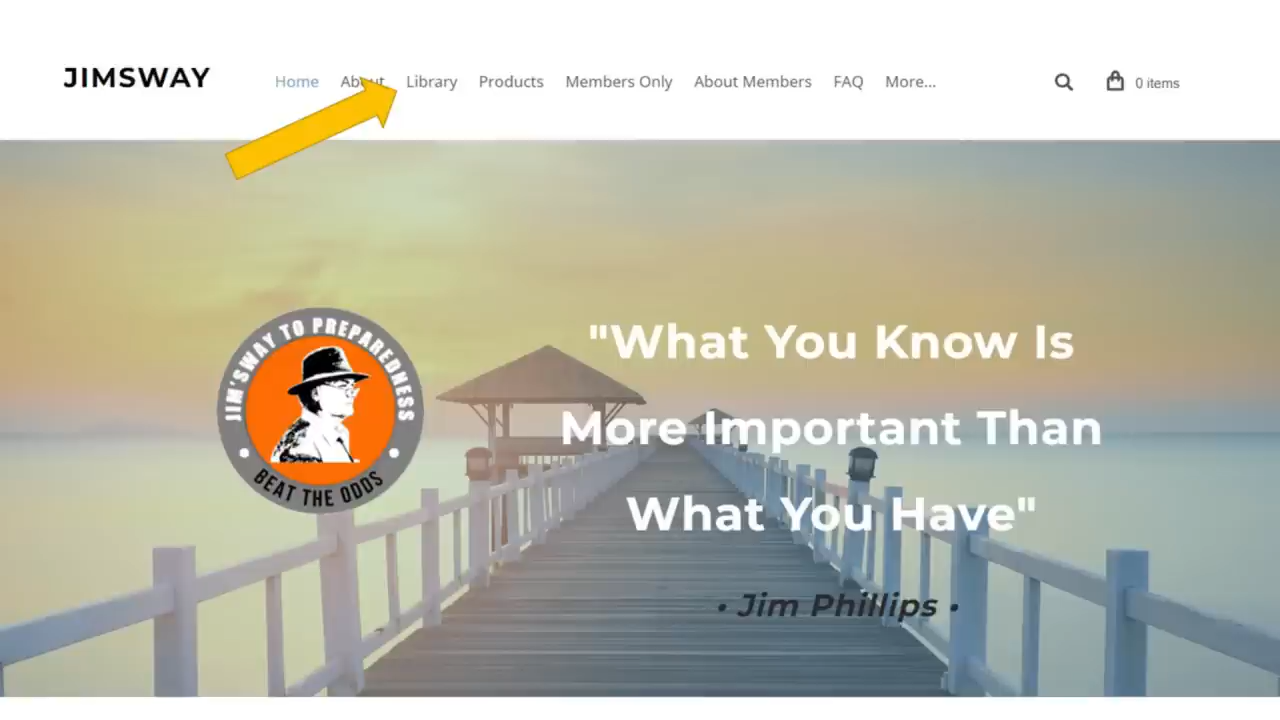 JIMSWAY
Home About Library Products Members Only About Members FAQ More... 0 items
JIM'SWAY TO PREPAREDNESS
• BEAT THE ODDS •
"What You Know Is
More Important Than
What You Have"
• Jim Phillips •